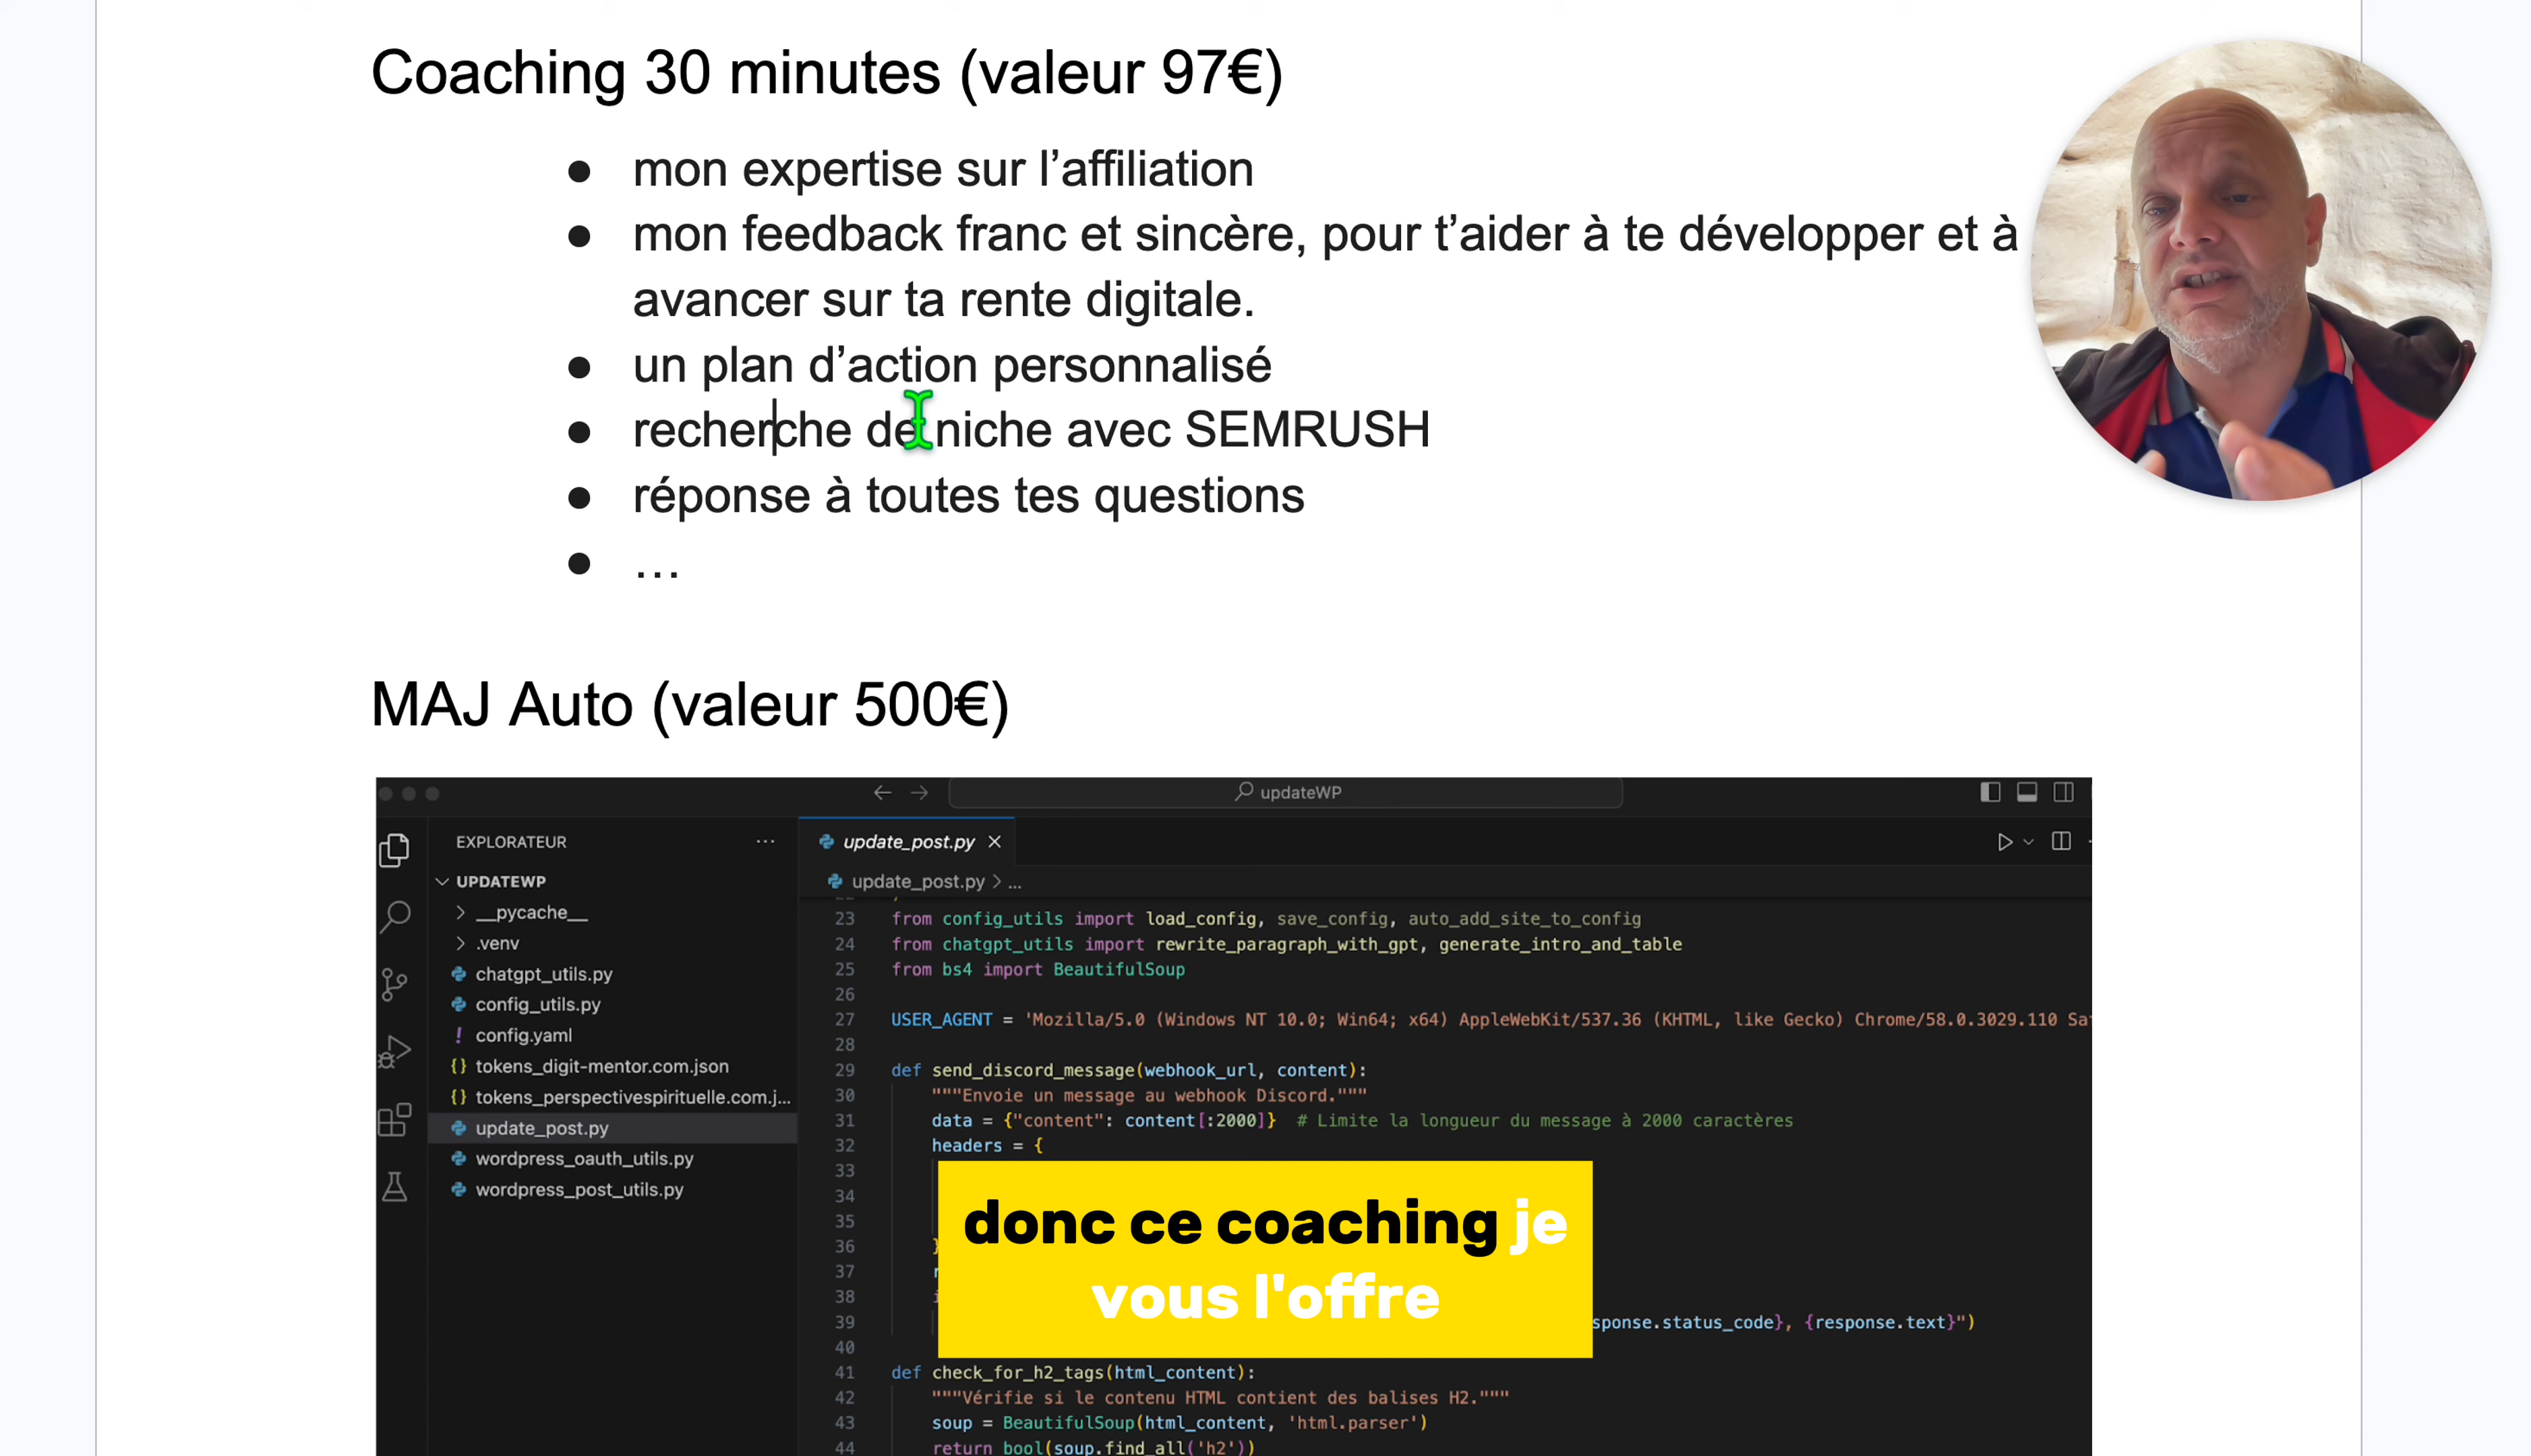 Coaching 30 minutes (valeur 97€)
● mon expertise sur l’affiliation
● mon feedback franc et sincère, pour t’aider à te développer et à
avancer sur ta rente digitale.
● un plan d’action personnalisé
● recherche de niche avec SEMRUSH
● réponse à toutes tes questions
● …
MAJ Auto (valeur 500€)
updateWP
EXPLORATEUR ...
UPDATEWP
__pycache__
.venv
chatgpt_utils.py
config_utils.py
! config.yaml
{} tokens_digit-mentor.com.json
{} tokens_perspectivespirituelle.com.j...
update_post.py
wordpress_oauth_utils.py
wordpress_post_utils.py
update_post.py ×
update_post.py > ...
23 from config_utils import load_config, save_config, auto_add_site_to_config
24 from chatgpt_utils import rewrite_paragraph_with_gpt, generate_intro_and_table
25 from bs4 import BeautifulSoup
26
27 USER_AGENT = 'Mozilla/5.0 (Windows NT 10.0; Win64; x64) AppleWebKit/537.36 (KHTML, like Gecko) Chrome/58.0.3029.110 Sa
28
29 def send_discord_message(webhook_url, content):
30 """Envoie un message au webhook Discord."""
31 data = {"content": content[:2000]} # Limite la longueur du message à 2000 caractères
32 headers = {
33
34
35
36 }
37
38
39 sponse.status_code}, {response.text}")
40
41 def check_for_h2_tags(html_content):
42 """Vérifie si le contenu HTML contient des balises H2."""
43 soup = BeautifulSoup(html_content, 'html.parser')
44 return bool(soup.find_all('h2'))
donc ce coaching je
vous l'offre